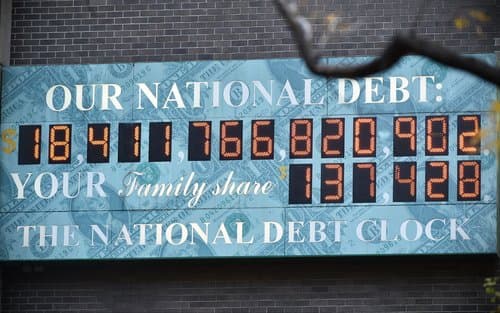 OUR NATIONAL DEBT:
$18,411,766,820,902.
YOUR Family share $137,428
THE NATIONAL DEBT CLOCK